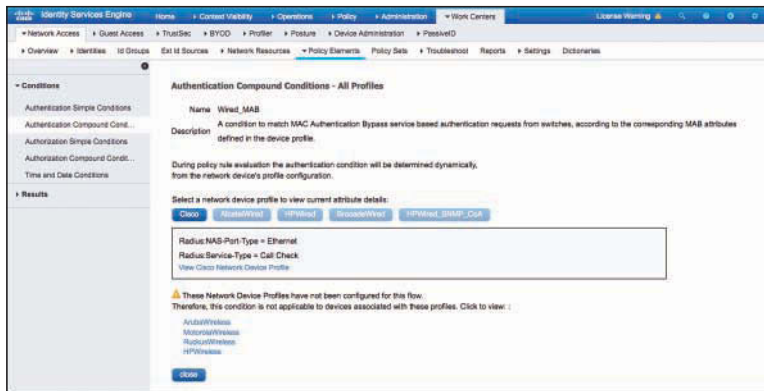 cisco Identity Services Engine Home Context Visibility Operations Policy Administration Work Centers License Warning
Network Access Guest Access TrustSec BYOD Profiler Posture Device Administration PassiveID
Overview Identities Id Groups Ext Id Sources Network Resources Policy Elements Policy Sets Troubleshoot Reports Settings Dictionaries
Conditions
Authentication Simple Conditions
Authentication Compound Cond...
Authorization Simple Conditions
Authorization Compound Condit...
Time and Date Conditions
Results
Authentication Compound Conditions - All Profiles
Name Wired_MAB
Description A condition to match MAC Authentication Bypass service based authentication requests from switches, according to the corresponding MAB attributes
defined in the device profile.
During policy rule evaluation the authentication condition will be determined dynamically,
from the network device's profile configuration.
Select a network device profile to view current attribute details:
Cisco AlcatelWired HPWired BrocadeWired HPWired_SNMP_CoA
Radius:NAS-Port-Type = Ethernet
Radius:Service-Type = Call Check
View Cisco Network Device Profile
These Network Device Profiles have not been configured for this flow.
Therefore, this condition is not applicable to devices associated with these profiles. Click to view: :
ArubaWireless
MotorolaWireless
RuckusWireless
HPWireless
close